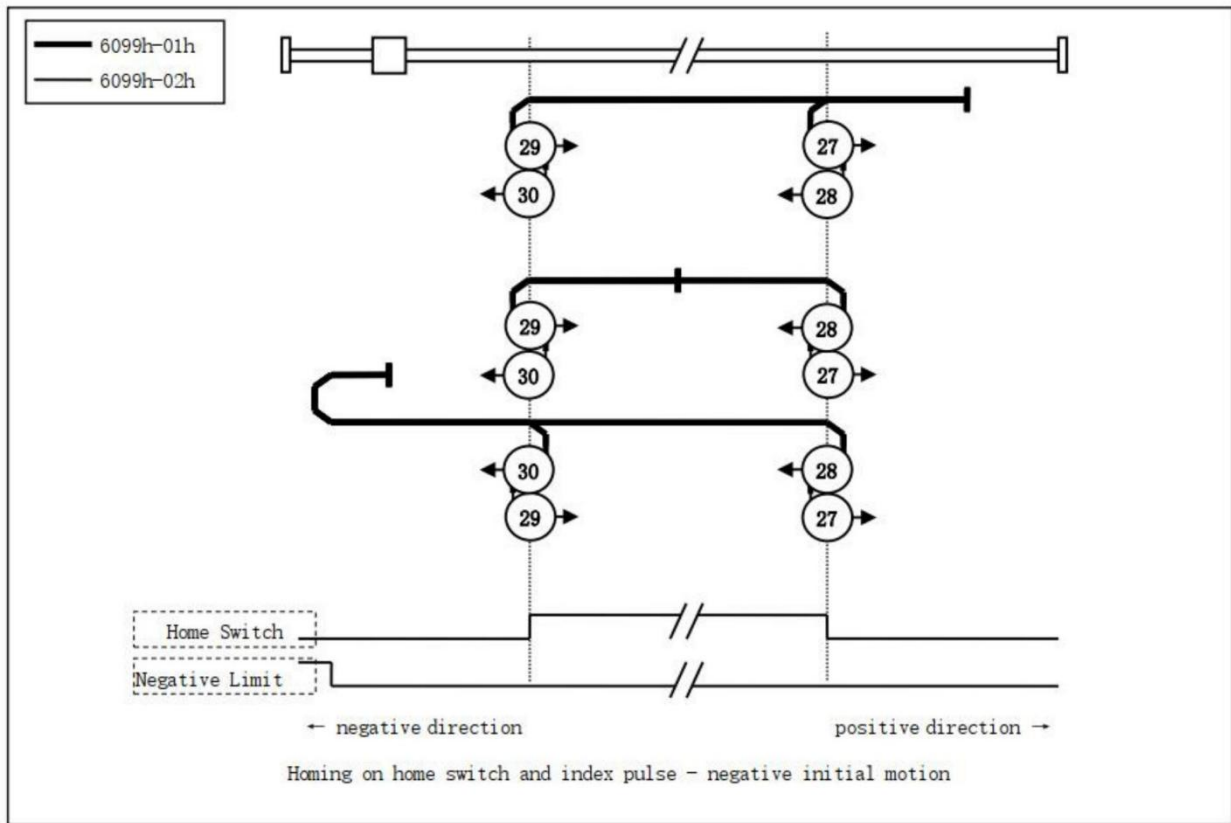 6099h-01h
6099h-02h
29 27
30 28
29 28
30 27
30 28
29 27
Home Switch
Negative Limit
← negative direction positive direction →
Homing on home switch and index pulse - negative initial motion